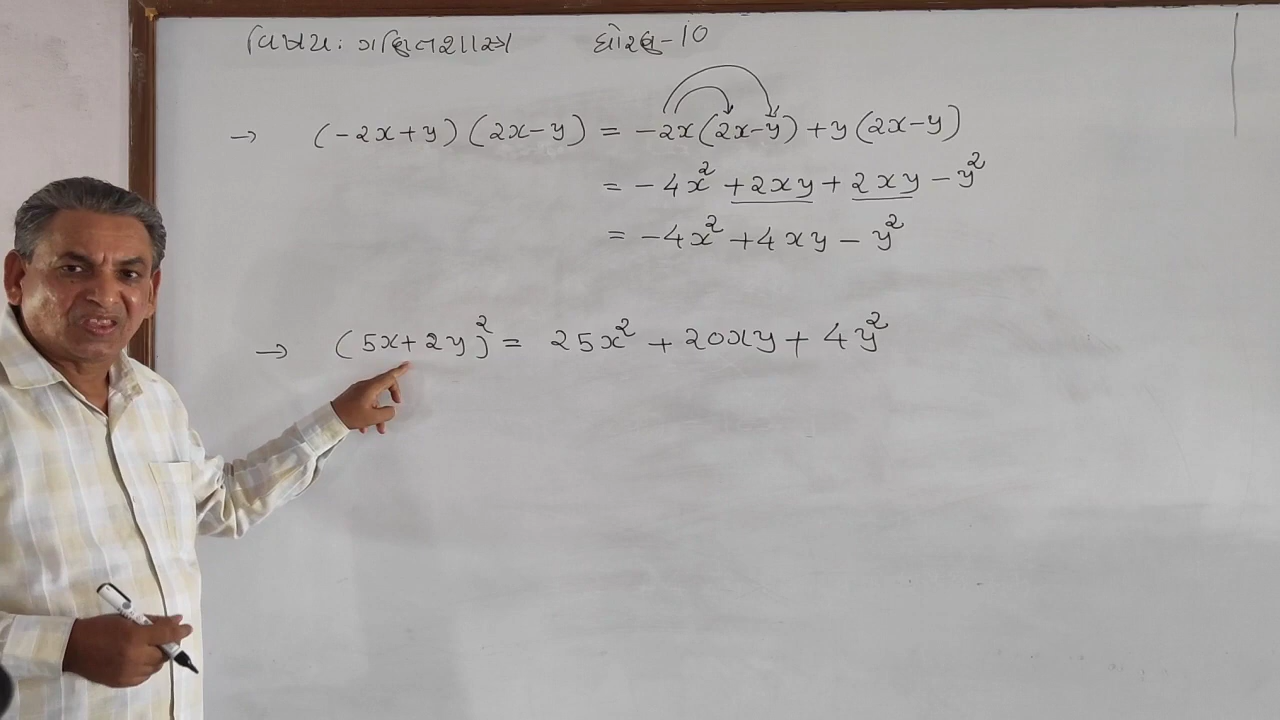 વિષય: ગણિતશાસ્ત્ર ધોરણ-10
→ (-2x+y)(2x-y) = -2x(2x-y)+y(2x-y)
= -4x²+2xy+2xy-y²
= -4x²+4xy-y²
→ (5x+2y)² = 25x²+20xy+4y²